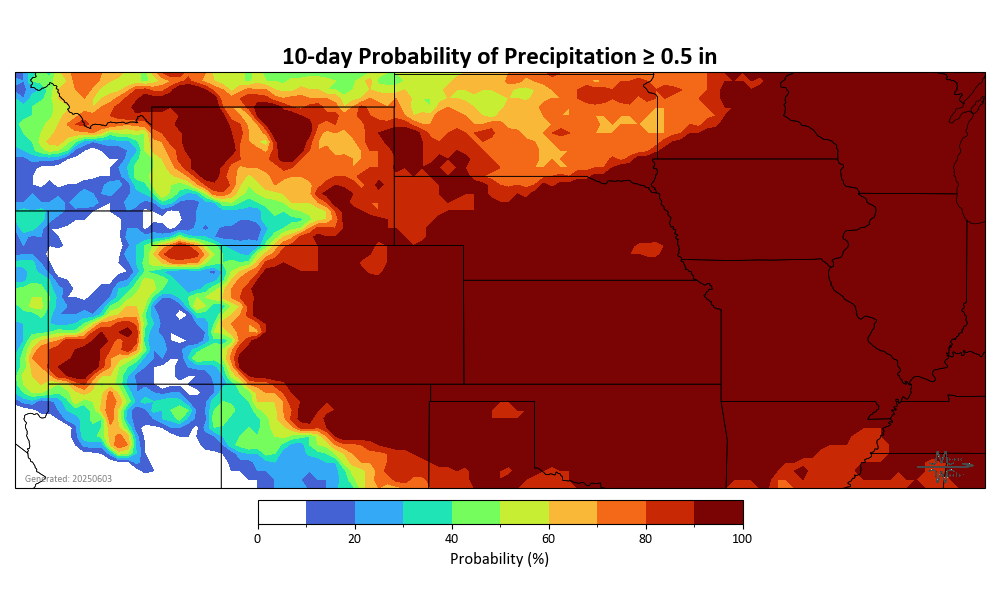 10-day Probability of Precipitation ≥ 0.5 in
Generated: 20250603
0 20 40 60 80 100
Probability (%)